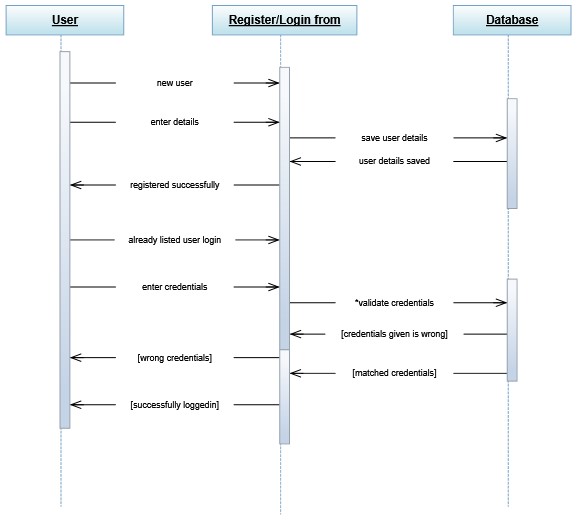 User
Register/Login from
Database
new user
enter details
save user details
user details saved
registered successfully
already listed user login
enter credentials
*validate credentials
[credentials given is wrong]
[wrong credentials]
[matched credentials]
[successfully loggedin]